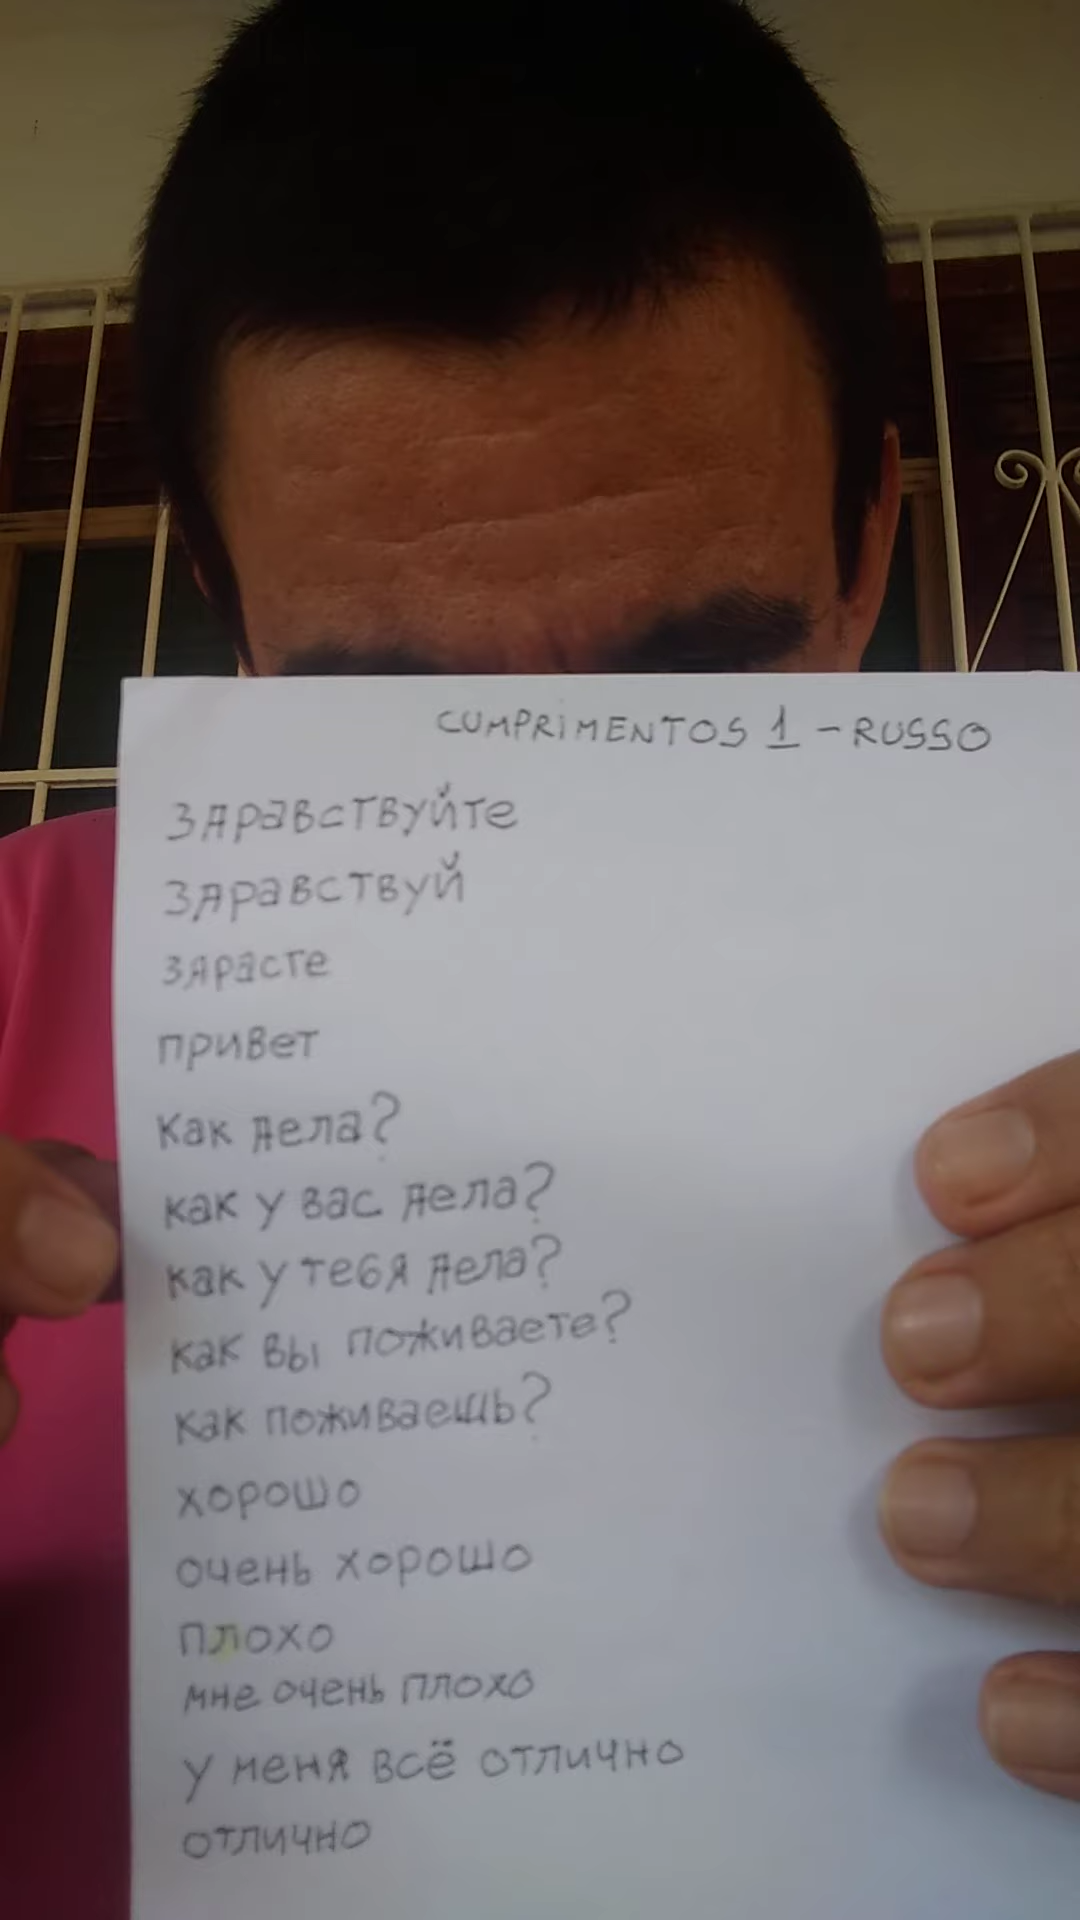 CUMPRIMENTOS 1 - RUSSO
здравствуйте
здравствуй
здрасте
привет
как дела?
как у вас дела?
как у тебя дела?
как вы поживаете?
как поживаешь?
хорошо
очень хорошо
плохо
мне очень плохо
у меня всё отлично
отлично